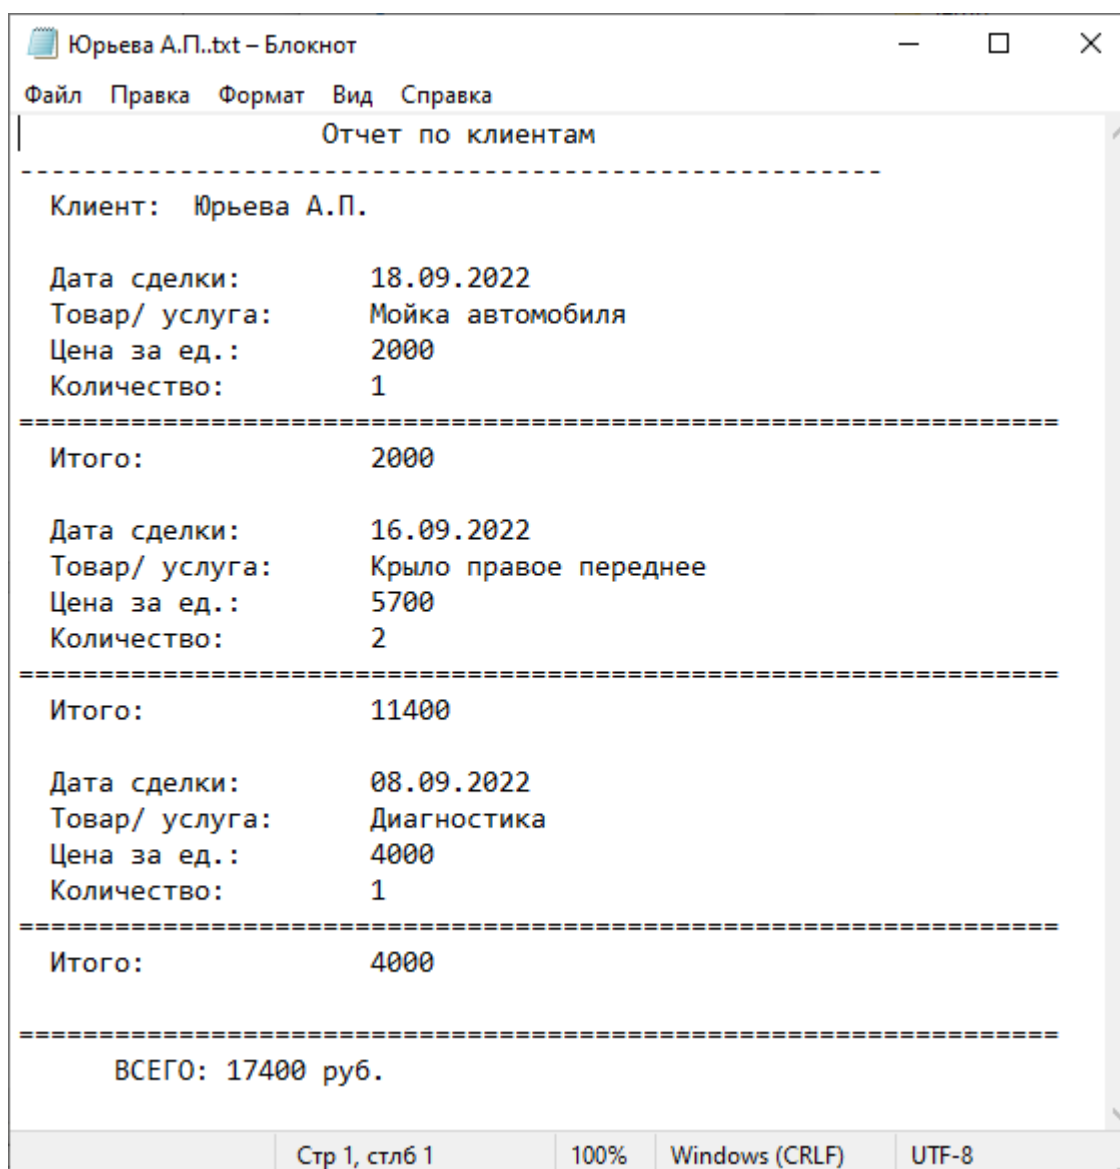 Юрьева А.П..txt – Блокнот
Файл Правка Формат Вид Справка
Отчет по клиентам
------------------------------------------------------
Клиент: Юрьева А.П.
Дата сделки: 18.09.2022
Товар/ услуга: Мойка автомобиля
Цена за ед.: 2000
Количество: 1
=================================================================
Итого: 2000
Дата сделки: 16.09.2022
Товар/ услуга: Крыло правое переднее
Цена за ед.: 5700
Количество: 2
=================================================================
Итого: 11400
Дата сделки: 08.09.2022
Товар/ услуга: Диагностика
Цена за ед.: 4000
Количество: 1
=================================================================
Итого: 4000
=================================================================
ВСЕГО: 17400 руб.
Стр 1, стлб 1 100% Windows (CRLF) UTF-8